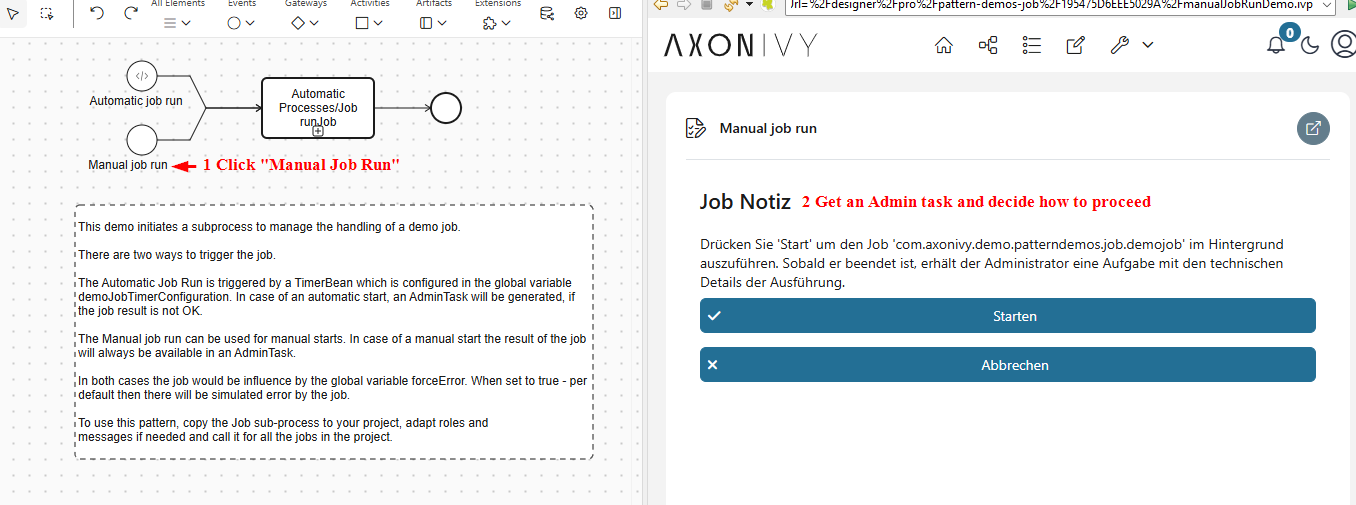 All Elements
Events
Gateways
Activities
Artifacts
Extensions
Automatic job run
Manual job run
Automatic
Processes/Job
runJob
1 Click "Manual Job Run"
This demo initiates a subprocess to manage the handling of a demo job.
There are two ways to trigger the job.
The Automatic Job Run is triggered by a TimerBean which is configured in the global variable
demoJobTimerConfiguration. In case of an automatic start, an AdminTask will be generated, if
the job result is not OK.
The Manual job run can be used for manual starts. In case of a manual start the result of the job
will always be available in an AdminTask.
In both cases the job would be influence by the global variable forceError. When set to true - per
default then there will be simulated error by the job.
To use this pattern, copy the Job sub-process to your project, adapt roles and
messages if needed and call it for all the jobs in the project.
Jrl=%2Fdesigner%2Fpro%2Fpattern-demos-job%2F195475D6EEE5029A%2FmanualJobRunDemo.ivp
AXONIVY
0
Manual job run
Job Notiz
2 Get an Admin task and decide how to proceed
Drücken Sie 'Start' um den Job 'com.axonivy.demo.patterndemos.job.demojob' im Hintergrund
auszuführen. Sobald er beendet ist, erhält der Administrator eine Aufgabe mit den technischen
Details der Ausführung.
Starten
Abbrechen